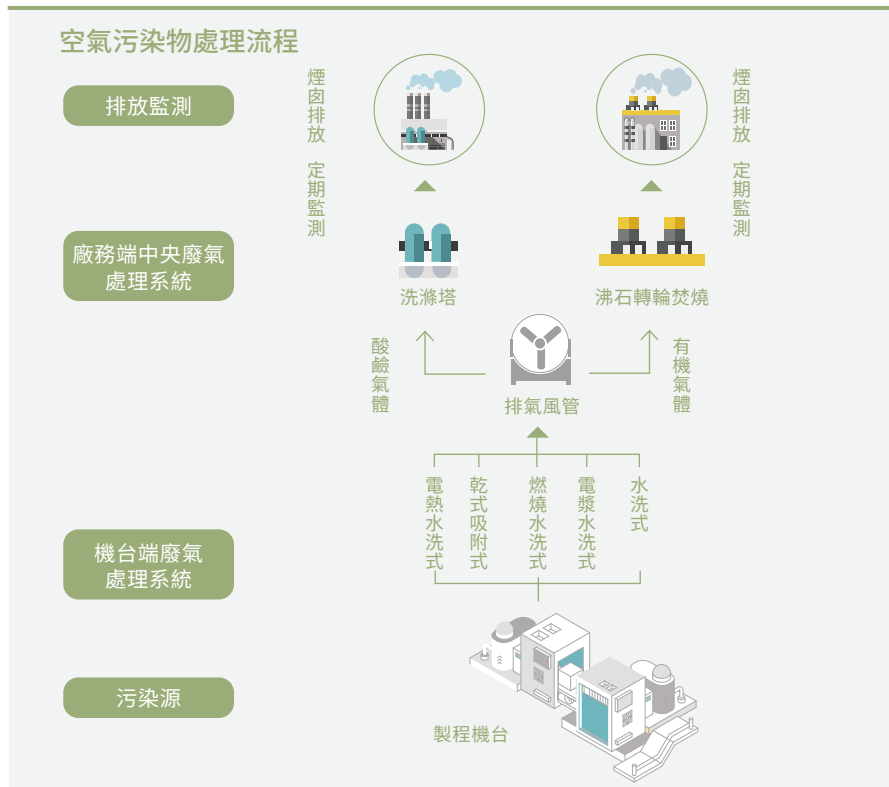 空氣污染物處理流程
排放監測
煙囪排放 定期監測
煙囪排放 定期監測
廠務端中央廢氣
處理系統
洗滌塔
沸石轉輪焚燒
酸鹼氣體
有機氣體
排氣風管
電熱水洗式
乾式吸附式
燃燒水洗式
電漿水洗式
水洗式
機台端廢氣
處理系統
污染源
製程機台